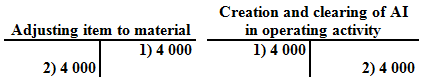 Creation and clearing of AI
Adjusting item to material in operating activity
1) 4 000 1) 4 000
2) 4 000 2) 4 000